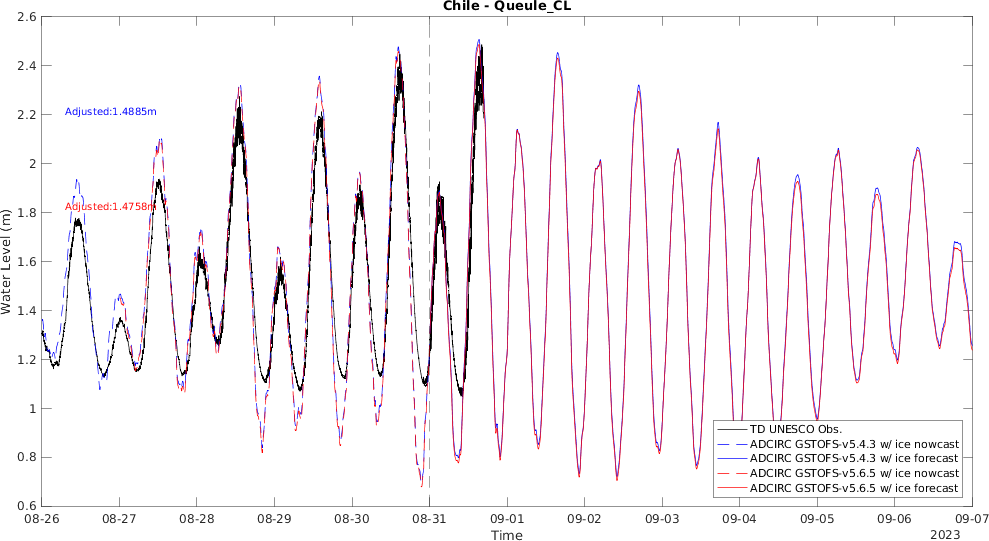 Chile - Queule_CL
2.6
2.4
2.2
2
1.8
1.6
1.4
1.2
1
0.8
0.6
Water Level (m)
Adjusted:1.4885m
Adjusted:1.4758m
TD UNESCO Obs.
ADCIRC GSTOFS-v5.4.3 w/ ice nowcast
ADCIRC GSTOFS-v5.4.3 w/ ice forecast
ADCIRC GSTOFS-v5.6.5 w/ ice nowcast
ADCIRC GSTOFS-v5.6.5 w/ ice forecast
08-26 08-27 08-28 08-29 08-30 08-31 09-01 09-02 09-03 09-04 09-05 09-06 09-07
Time
2023